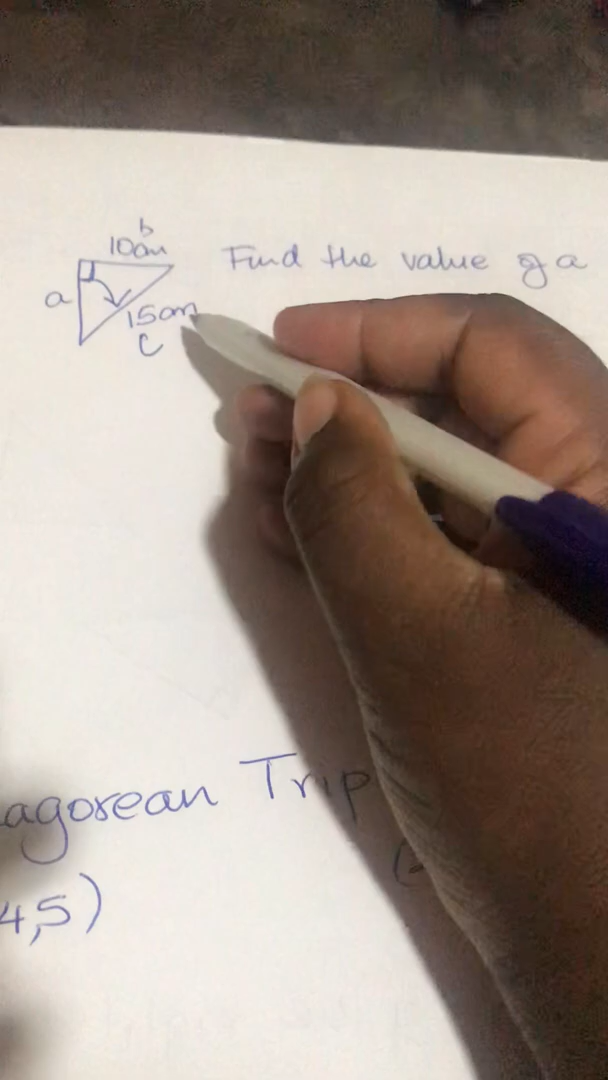 b
10cm
Find the value of a
a
15cm
c
agorean Trip
4,5)